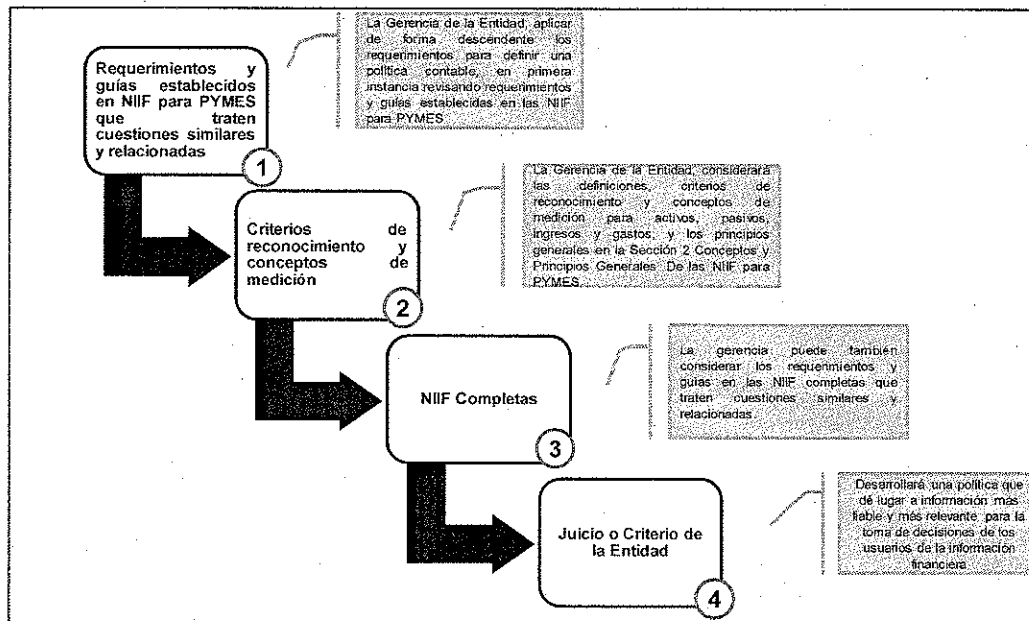 Requerimientos y
guías establecidos
en NIIF para PYMES
que traten
cuestiones similares
y relacionadas
1
La Gerencia de la Entidad, aplicar
de forma descendente los
requerimientos para definir una
política contable, en primera
instancia revisando requerimientos
y guías establecidas en las NIIF
para PYMES
Criterios de
reconocimiento y
conceptos de
medición
2
La Gerencia de la Entidad, considerará
las definiciones, criterios de
reconocimiento y conceptos de
medición para activos, pasivos,
ingresos y gastos, y los principios
generales en la Sección 2 Conceptos y
Principios Generales De las NIIF para
PYMES.
NIIF Completas
3
La gerencia puede también
considerar los requerimientos y
guías en las NIIF completas que
traten cuestiones similares y
relacionadas.
Juicio o Criterio de
la Entidad
4
Desarrollará una política que
dé lugar a información más
fiable y más relevante, para la
toma de decisiones de los
usuarios de la información
financiera